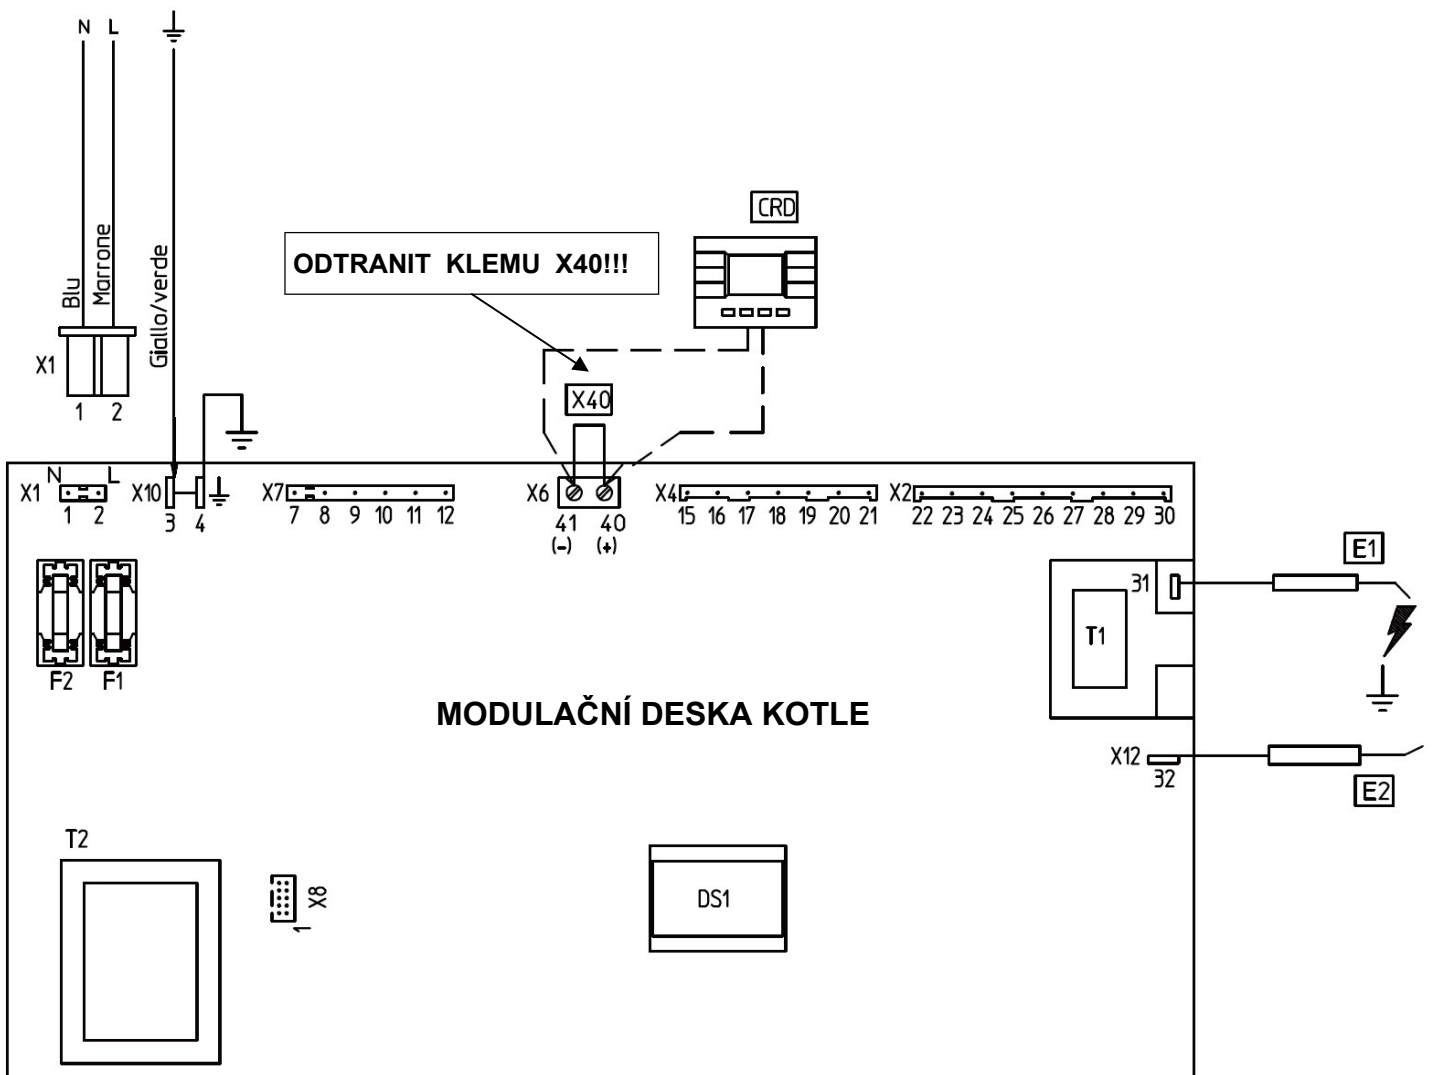 N L
CRD
ODTRANIT KLEMU X40!!!
Blu
Marrone
Giallo/verde
X1
1 2
X40
X1 N L X10 X7 X6 X4 X2
1 2 3 4 7 8 9 10 11 12 41 40 15 16 17 18 19 20 21 22 23 24 25 26 27 28 29 30
(-) (+)
E1
31
T1
F2 F1
MODULAČNÍ DESKA KOTLE
X12
32
E2
T2
X8
1
DS1